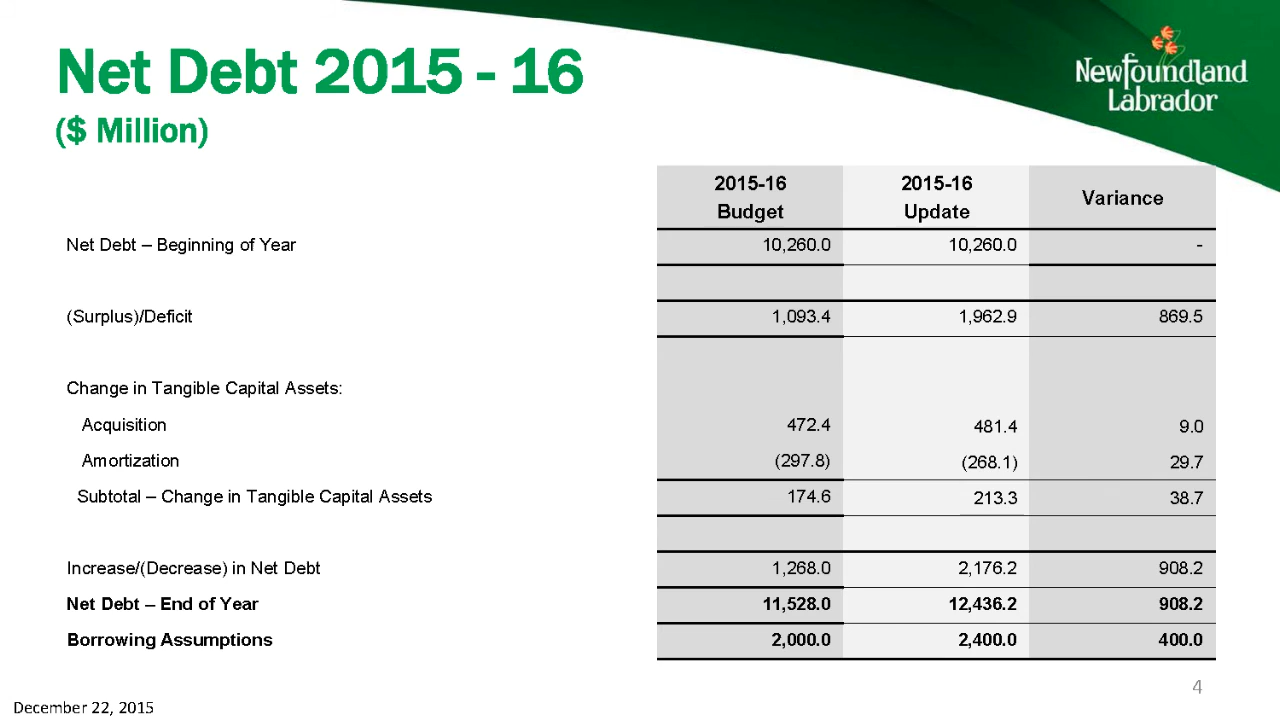 Net Debt 2015 - 16
($ Million)
Newfoundland
Labrador
2015-16 Budget 2015-16 Update Variance
Net Debt – Beginning of Year 10,260.0 10,260.0 -
(Surplus)/Deficit 1,093.4 1,962.9 869.5
Change in Tangible Capital Assets:
Acquisition 472.4 481.4 9.0
Amortization (297.8) (268.1) 29.7
Subtotal – Change in Tangible Capital Assets 174.6 213.3 38.7
Increase/(Decrease) in Net Debt 1,268.0 2,176.2 908.2
Net Debt – End of Year 11,528.0 12,436.2 908.2
Borrowing Assumptions 2,000.0 2,400.0 400.0
4
December 22, 2015